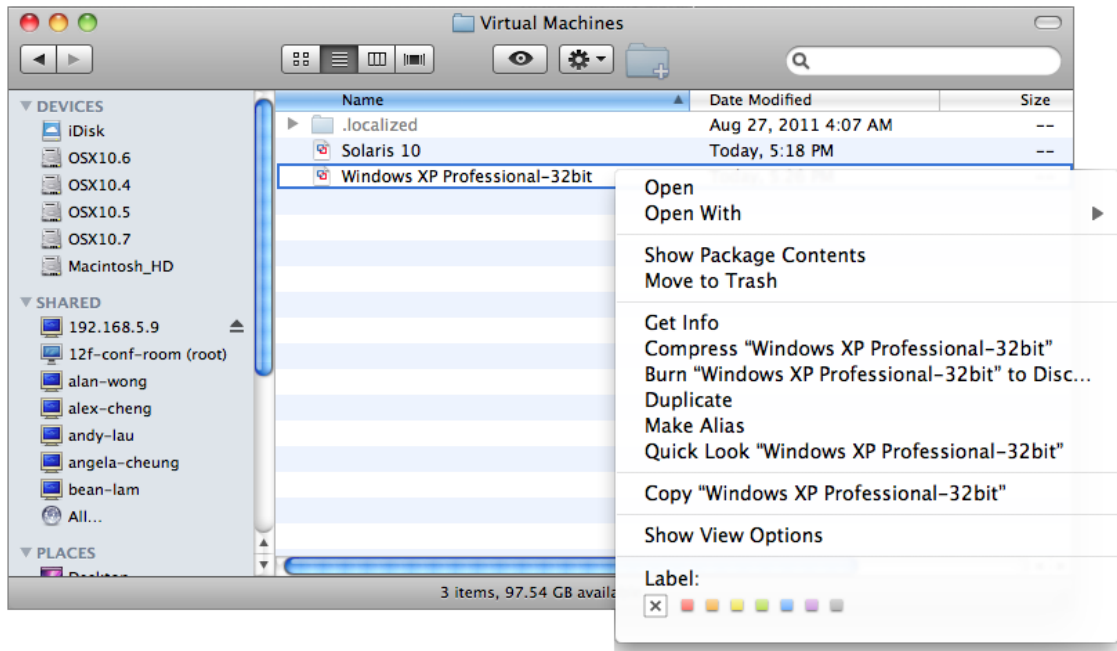 Virtual Machines
Name Date Modified Size
DEVICES
iDisk
OSX10.6
OSX10.4
OSX10.5
OSX10.7
Macintosh_HD
SHARED
192.168.5.9
12f-conf-room (root)
alan-wong
alex-cheng
andy-lau
angela-cheung
bean-lam
All...
PLACES
Desktop
.localized Aug 27, 2011 4:07 AM --
Solaris 10 Today, 5:18 PM --
Windows XP Professional-32bit
3 items, 97.54 GB availa
Open
Open With
Show Package Contents
Move to Trash
Get Info
Compress “Windows XP Professional-32bit”
Burn “Windows XP Professional-32bit” to Disc...
Duplicate
Make Alias
Quick Look “Windows XP Professional-32bit”
Copy “Windows XP Professional-32bit”
Show View Options
Label: